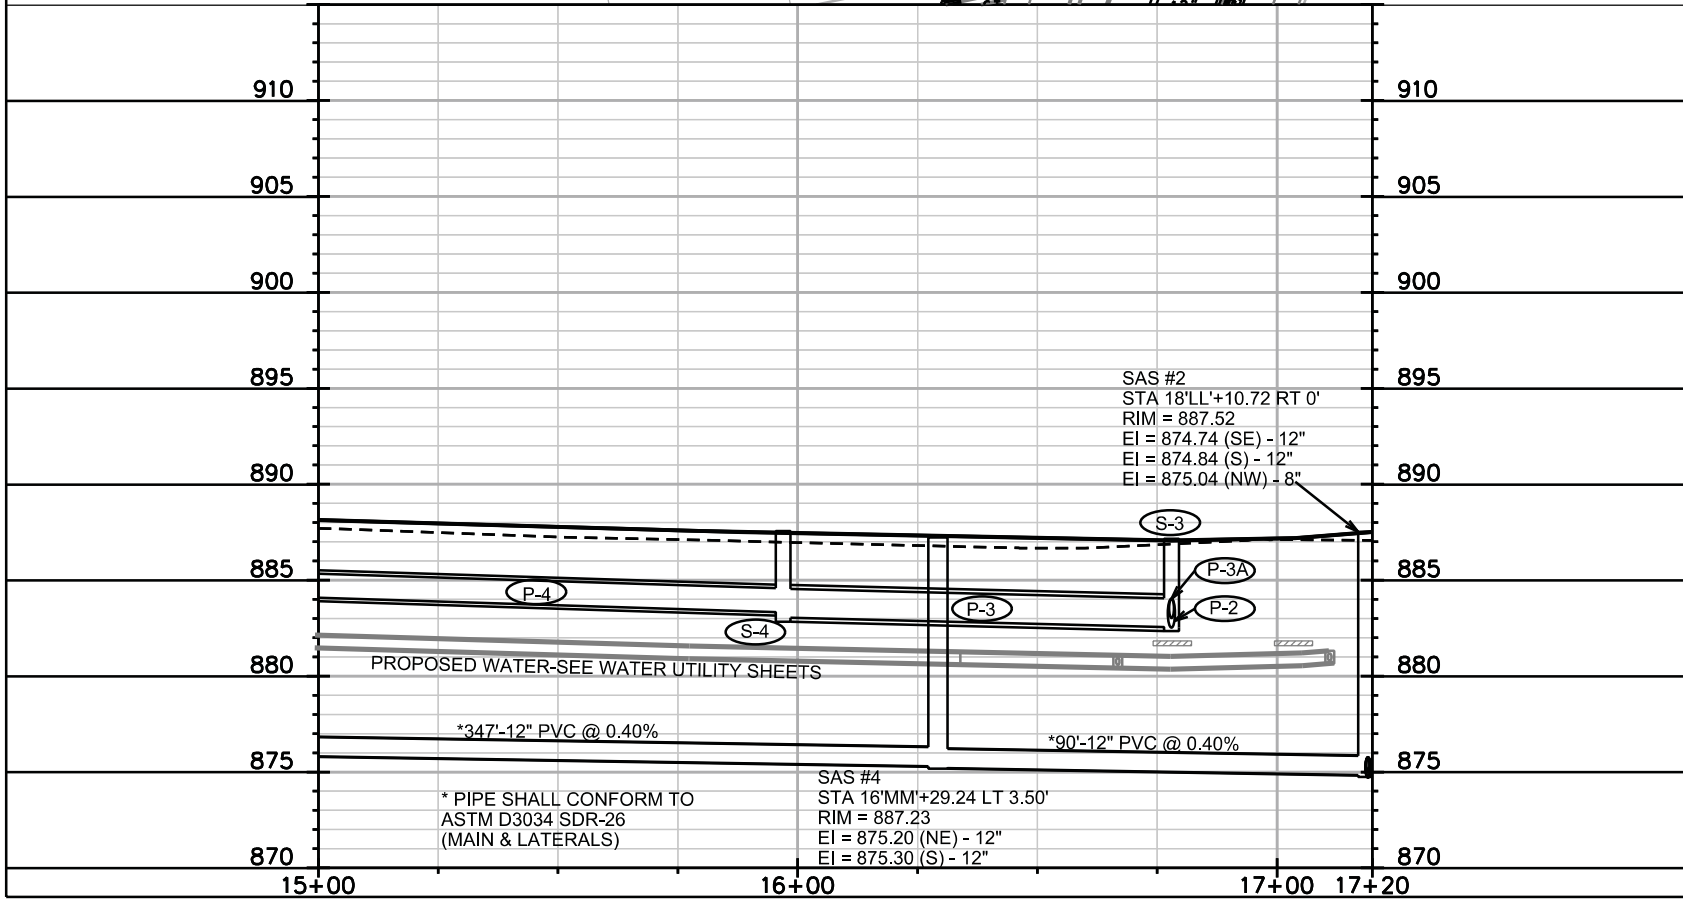 910 910
905 905
900 900
895 895
SAS #2
STA 18'LL'+10.72 RT 0'
RIM = 887.52
EI = 874.74 (SE) - 12"
EI = 874.84 (S) - 12"
EI = 875.04 (NW) - 8"
890 890
S-3
885 885
P-3A
P-4
P-3
P-2
S-4
880 880
PROPOSED WATER-SEE WATER UTILITY SHEETS
*347'-12" PVC @ 0.40%
*90'-12" PVC @ 0.40%
875 875
* PIPE SHALL CONFORM TO
ASTM D3034 SDR-26
(MAIN & LATERALS)
SAS #4
STA 16'MM'+29.24 LT 3.50'
RIM = 887.23
EI = 875.20 (NE) - 12"
EI = 875.30 (S) - 12"
870 870
15+00 16+00 17+00 17+20